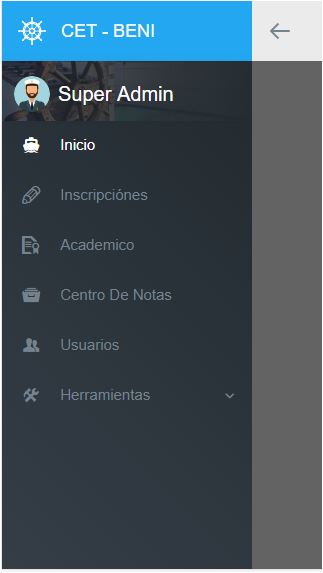 CET - BENI
Super Admin
Inicio
Inscripciónes
Academico
Centro De Notas
Usuarios
Herramientas